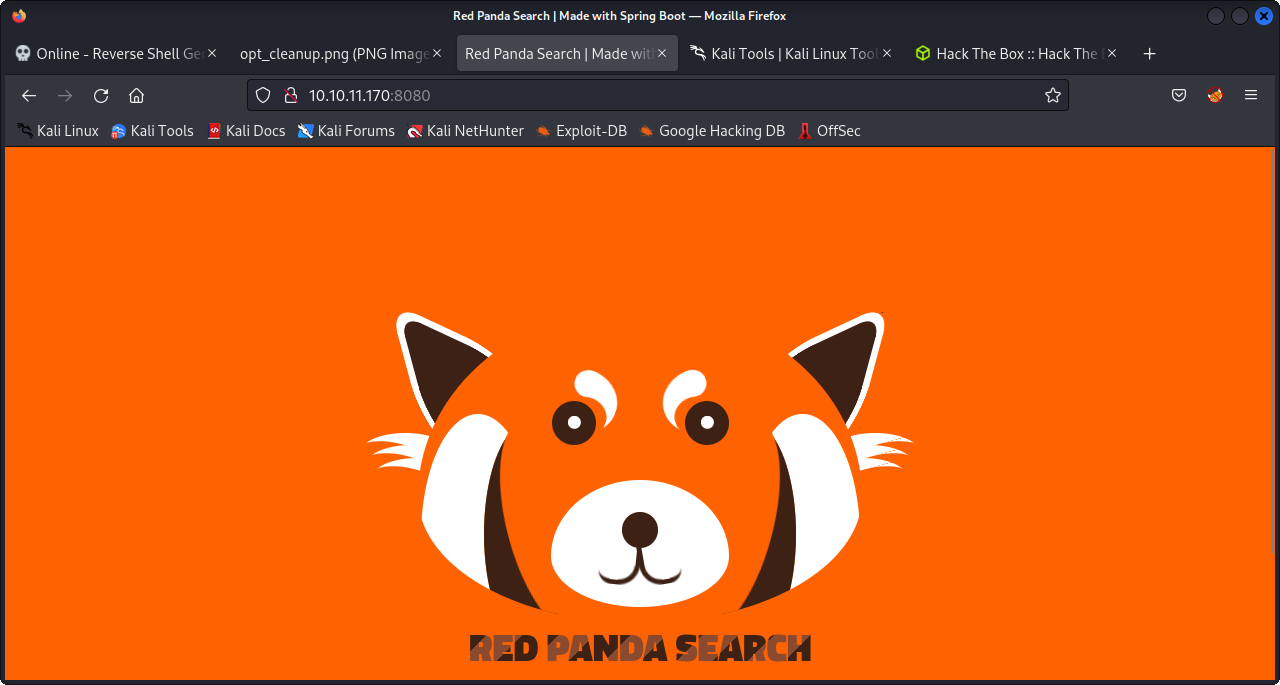 Red Panda Search | Made with Spring Boot — Mozilla Firefox
Online - Reverse Shell Ge
opt_cleanup.png (PNG Image
Red Panda Search | Made with
Kali Tools | Kali Linux Tool
Hack The Box :: Hack The B
10.10.11.170:8080
Kali Linux
Kali Tools
Kali Docs
Kali Forums
Kali NetHunter
Exploit-DB
Google Hacking DB
OffSec
RED PANDA SEARCH